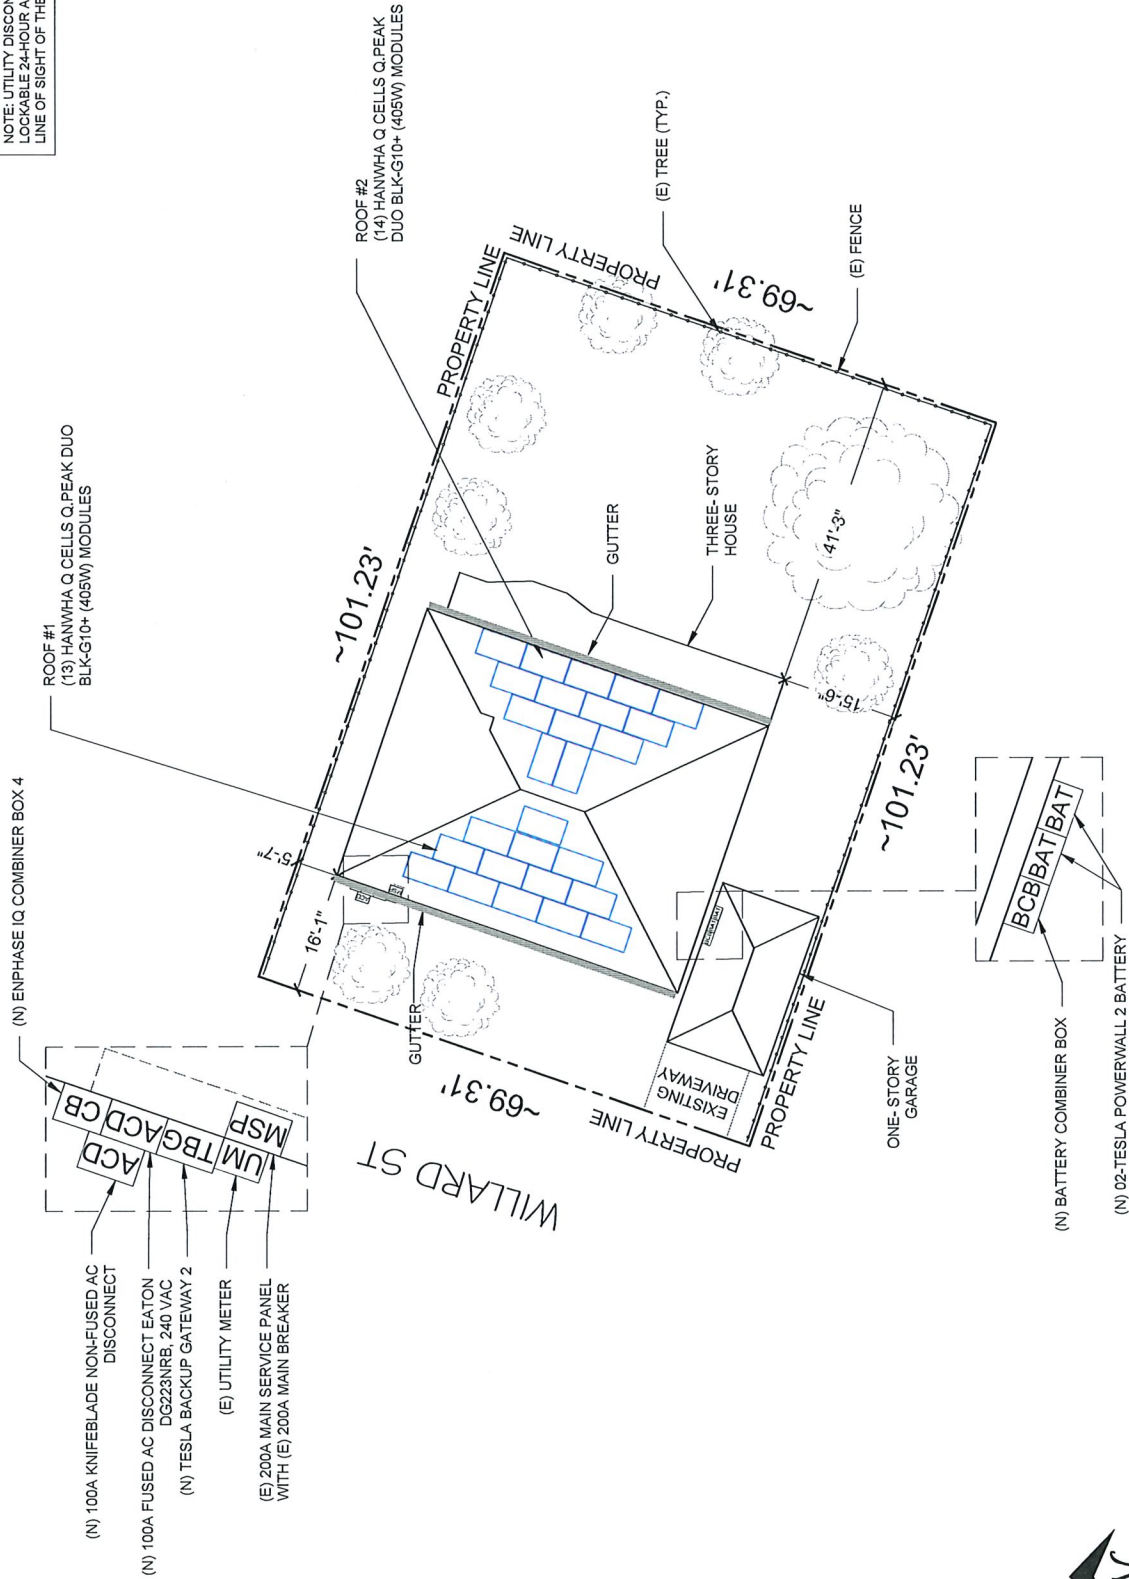 NOTE: UTILITY DISCON
LOCKABLE 24-HOUR A
LINE OF SIGHT OF THE
ROOF #2
(14) HANWHA Q CELLS Q.PEAK
DUO BLK-G10+ (405W) MODULES
ROOF #1
(13) HANWHA Q CELLS Q.PEAK DUO
BLK-G10+ (405W) MODULES
(N) ENPHASE IQ COMBINER BOX 4
(E) TREE (TYP.)
(E) FENCE
PROPERTY LINE
PROPERTY LINE
~69.31'
~101.23'
GUTTER
THREE- STORY
HOUSE
41'-3"
15'-6"
5'-7"
16'-1"
GUTTER
~101.23'
~69.31'
PROPERTY LINE
PROPERTY LINE
EXISTING
DRIVEWAY
ONE- STORY
GARAGE
WILLARD ST
CB
ACD
ACD
TBG
UM
MSP
(N) 100A KNIFEBLADE NON-FUSED AC
DISCONNECT
(N) 100A FUSED AC DISCONNECT EATON
DG223NRB, 240 VAC
(N) TESLA BACKUP GATEWAY 2
(E) UTILITY METER
(E) 200A MAIN SERVICE PANEL
WITH (E) 200A MAIN BREAKER
BCB BAT BAT
(N) BATTERY COMBINER BOX
(N) 02-TESLA POWERWALL 2 BATTERY